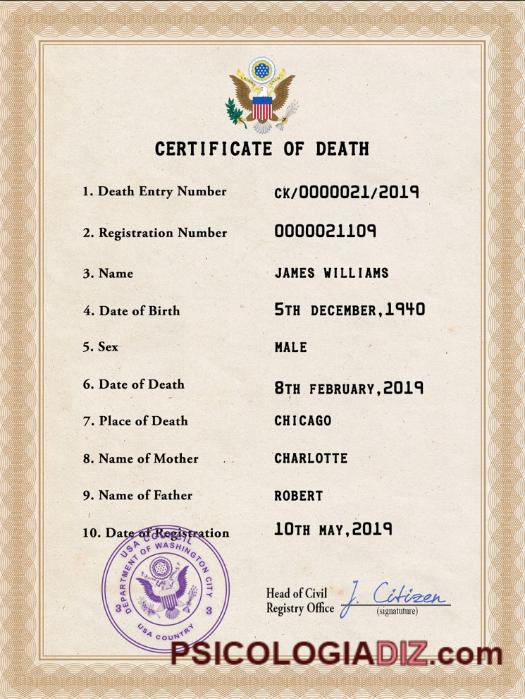 CERTIFICATE OF DEATH
1. Death Entry Number CK/0000021/2019
2. Registration Number 0000021109
3. Name JAMES WILLIAMS
4. Date of Birth 5TH DECEMBER,1940
5. Sex MALE
6. Date of Death 8TH FEBRUARY,2019
7. Place of Death CHICAGO
8. Name of Mother CHARLOTTE
9. Name of Father ROBERT
10. Date of Registration 10TH MAY,2019
USA COUNCIL
DEPARTMENT OF WASHINGTON CITY
3 3
USA COUNTRY
Head of Civil
Registry Office J. Citizen
(signatuture)
PSICOLOGIADIZ.com